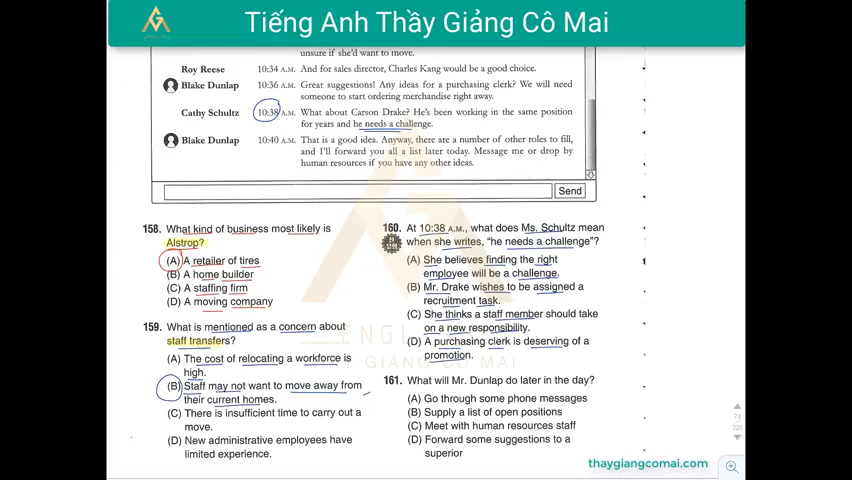 Tiếng Anh Thầy Giảng Cô Mai
unsure if she'd want to move.
Roy Reese 10:34 A.M. And for sales director, Charles Kang would be a good choice.
Blake Dunlap 10:36 A.M. Great suggestions! Any ideas for a purchasing clerk? We will need
someone to start ordering merchandise right away.
Cathy Schultz 10:38 A.M. What about Carson Drake? He's been working in the same position
for years and he needs a challenge.
Blake Dunlap 10:40 A.M. That is a good idea. Anyway, there are a number of other roles to fill,
and I'll forward you all a list later today. Message me or drop by
human resources if you have any other ideas.
Send
158. What kind of business most likely is
Alstrop?
(A) A retailer of tires
(B) A home builder
(C) A staffing firm
(D) A moving company
159. What is mentioned as a concern about
staff transfers?
(A) The cost of relocating a workforce is
high.
(B) Staff may not want to move away from
their current homes.
(C) There is insufficient time to carry out a
move.
(D) New administrative employees have
limited experience.
160. At 10:38 A.M., what does Ms. Schultz mean
when she writes, "he needs a challenge"?
(A) She believes finding the right
employee will be a challenge.
(B) Mr. Drake wishes to be assigned a
recruitment task.
(C) She thinks a staff member should take
on a new responsibility.
(D) A purchasing clerk is deserving of a
promotion.
161. What will Mr. Dunlap do later in the day?
(A) Go through some phone messages
(B) Supply a list of open positions
(C) Meet with human resources staff
(D) Forward some suggestions to a
superior
thaygiangcomai.com